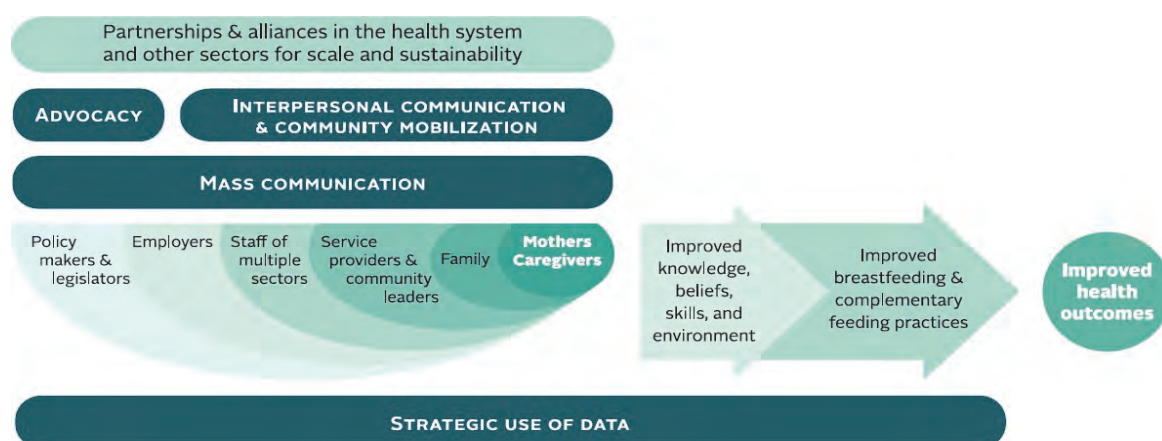 Partnerships & alliances in the health system
and other sectors for scale and sustainability
ADVOCACY
INTERPERSONAL COMMUNICATION
& COMMUNITY MOBILIZATION
MASS COMMUNICATION
Policy
makers &
legislators
Employers
Staff of
multiple
sectors
Service
providers &
community
leaders
Family
Mothers
Caregivers
Improved
knowledge,
beliefs,
skills, and
environment
Improved
breastfeeding &
complementary
feeding practices
Improved
health
outcomes
STRATEGIC USE OF DATA